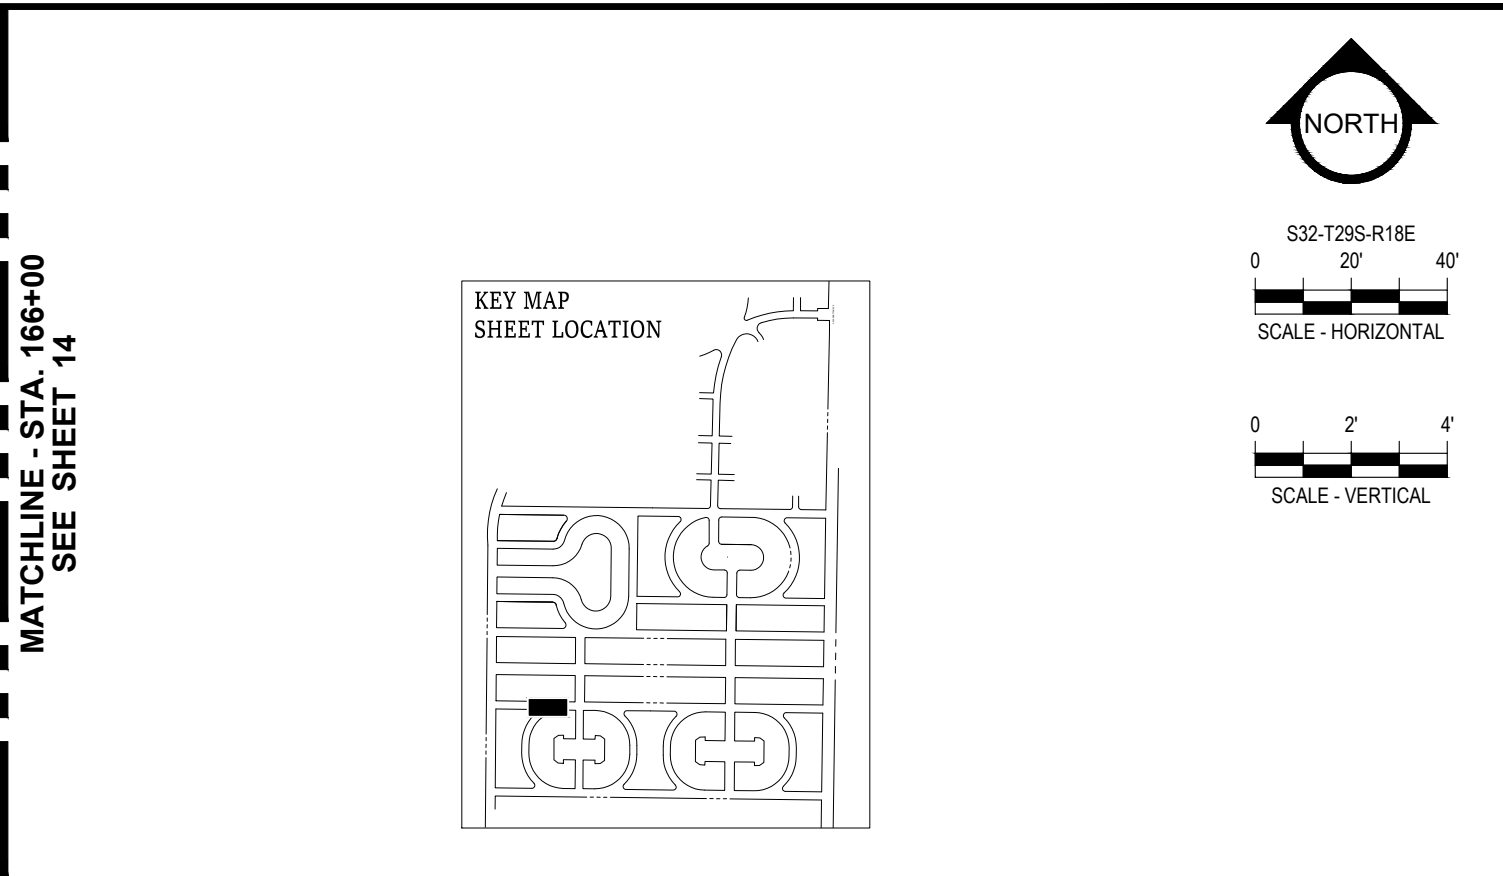 MATCHLINE - STA. 166+00
SEE SHEET 14
KEY MAP
SHEET LOCATION
NORTH
S32-T29S-R18E
0 20' 40'
SCALE - HORIZONTAL
0 2' 4'
SCALE - VERTICAL